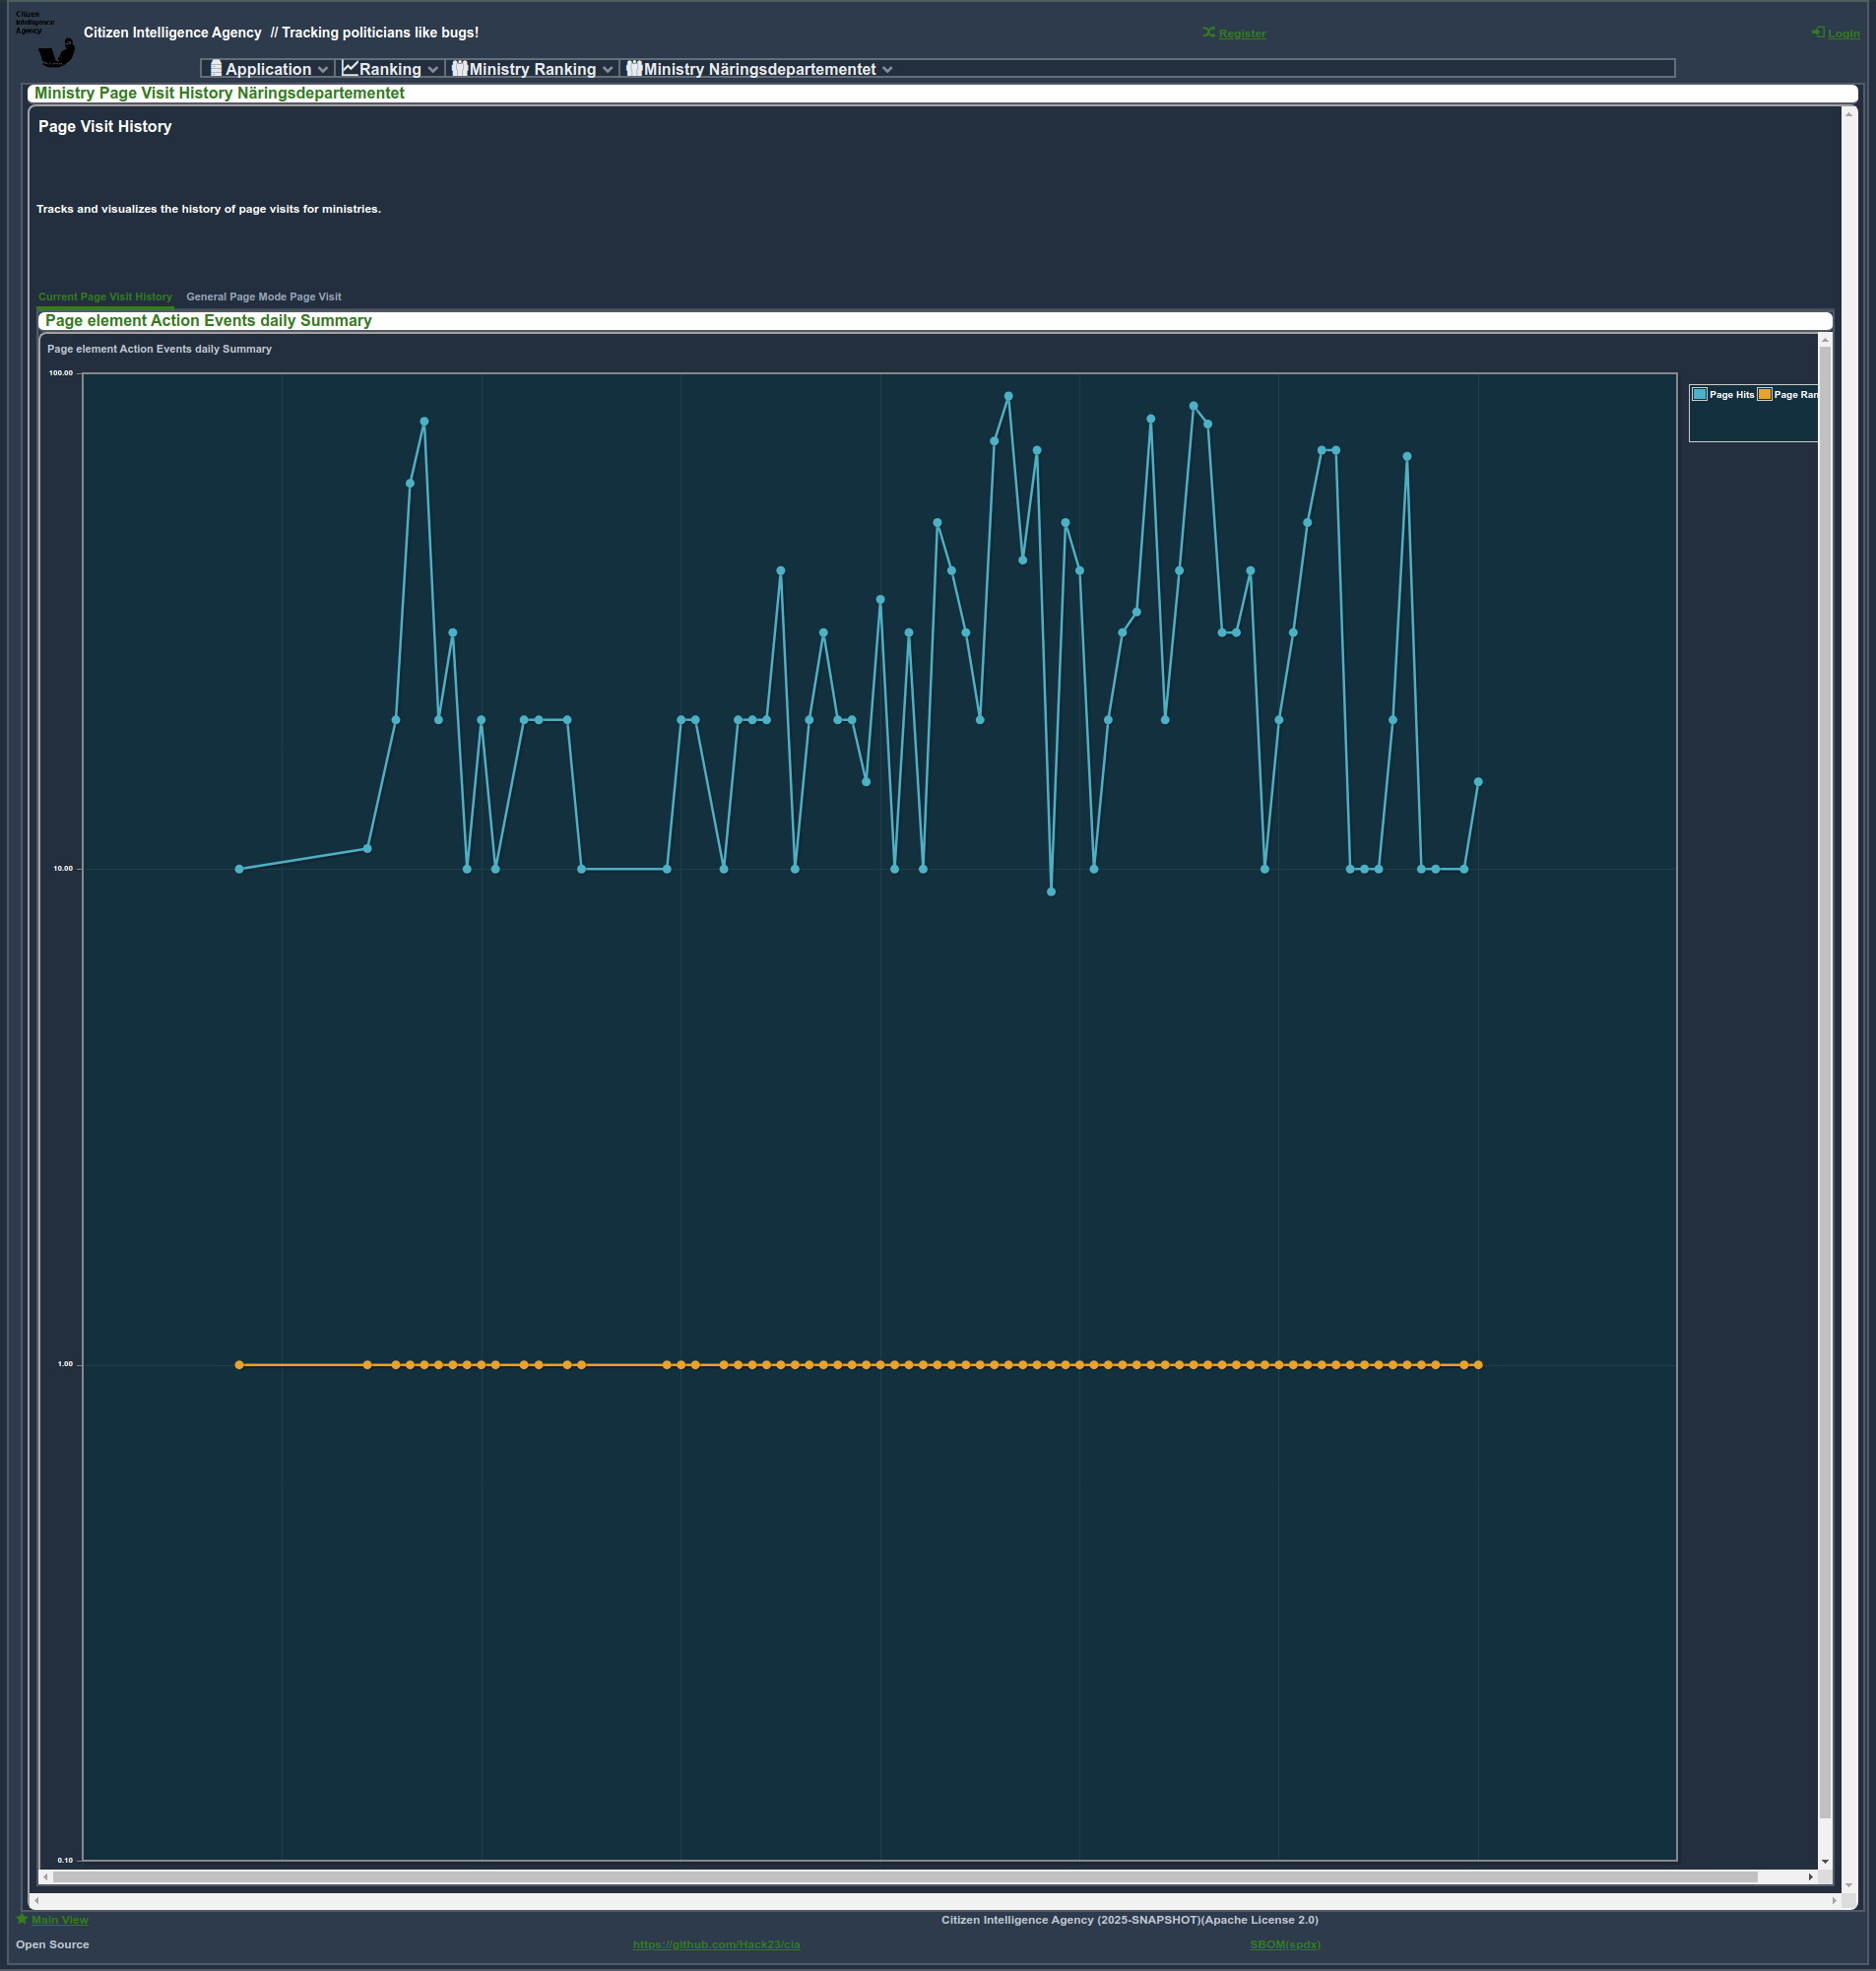 Citizen
Intelligence
Agency
Citizen Intelligence Agency // Tracking politicians like bugs!
Register
Login
Application
Ranking
Ministry Ranking
Ministry Näringsdepartementet
Ministry Page Visit History Näringsdepartementet
Page Visit History
Tracks and visualizes the history of page visits for ministries.
Current Page Visit History
General Page Mode Page Visit
Page element Action Events daily Summary
Page element Action Events daily Summary
100.00
Page Hits
Page Ran
10.00
1.00
0.10
Main View
Citizen Intelligence Agency (2025-SNAPSHOT)(Apache License 2.0)
Open Source
https://github.com/Hack23/cia
SBOM(spdx)